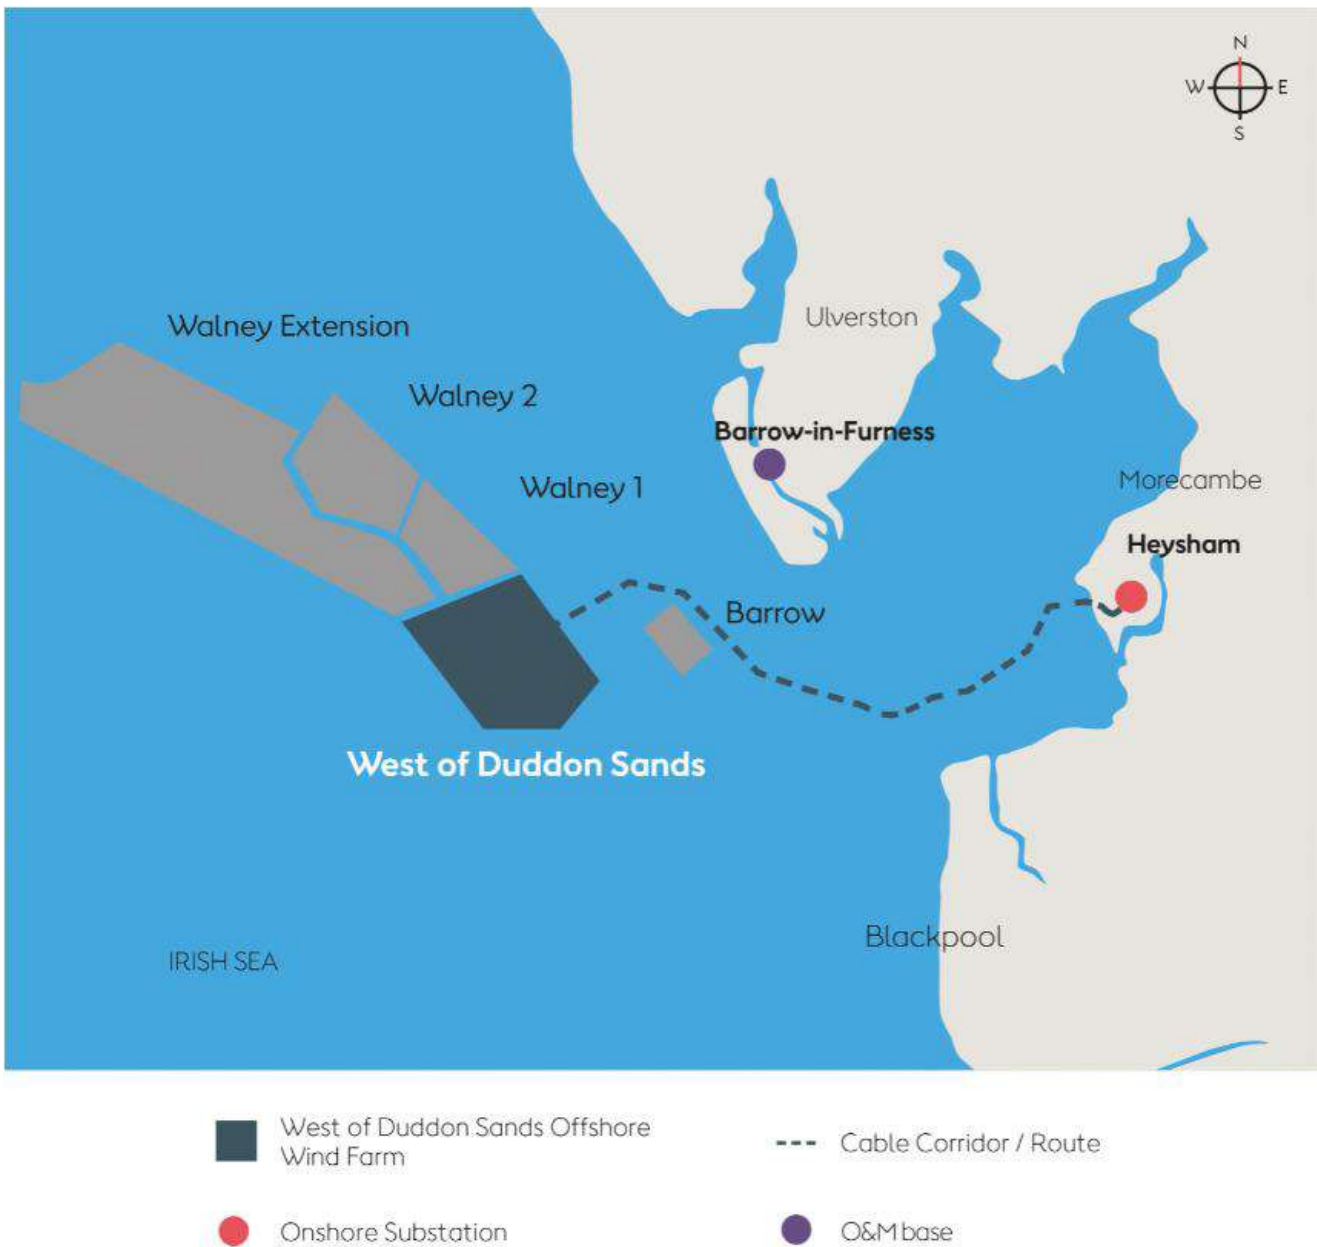 N
W E
S
Walney Extension
Ulverston
Walney 2
Barrow-in-Furness
Walney 1
Morecambe
Heysham
Barrow
West of Duddon Sands
Blackpool
IRISH SEA
West of Duddon Sands Offshore
Wind Farm
Cable Corridor / Route
Onshore Substation
O&M base